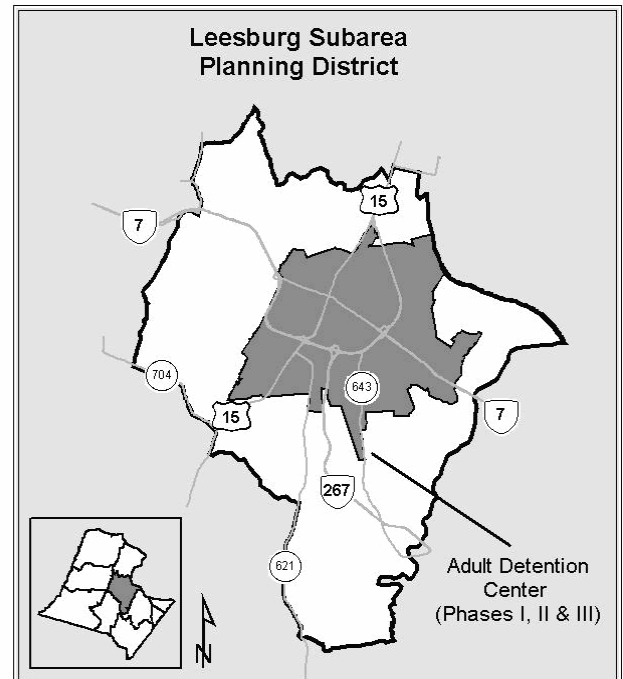 Leesburg Subarea
Planning District
15
7
704
643
15
7
267
Adult Detention
Center
(Phases I, II & III)
621
N